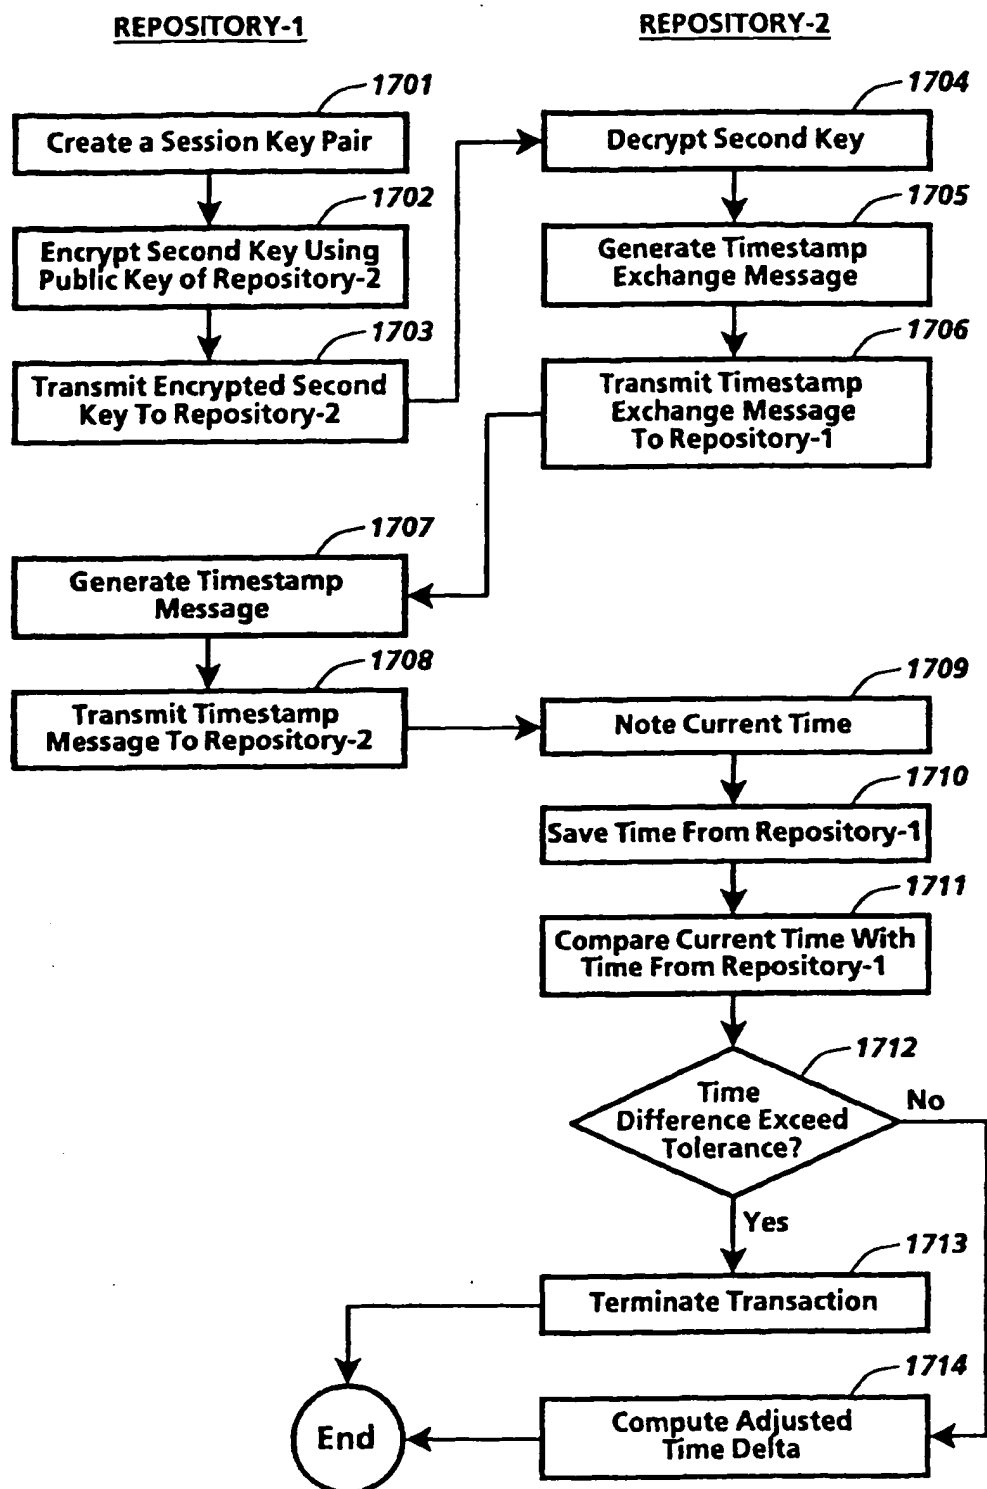 REPOSITORY-1
REPOSITORY-2
1701
Create a Session Key Pair
1702
Encrypt Second Key Using
Public Key of Repository-2
1703
Transmit Encrypted Second
Key To Repository-2
1704
Decrypt Second Key
1705
Generate Timestamp
Exchange Message
1706
Transmit Timestamp
Exchange Message
To Repository-1
1707
Generate Timestamp
Message
1708
Transmit Timestamp
Message To Repository-2
1709
Note Current Time
1710
Save Time From Repository-1
1711
Compare Current Time With
Time From Repository-1
1712
Time
Difference Exceed
Tolerance?
No
Yes
1713
Terminate Transaction
1714
Compute Adjusted
Time Delta
End